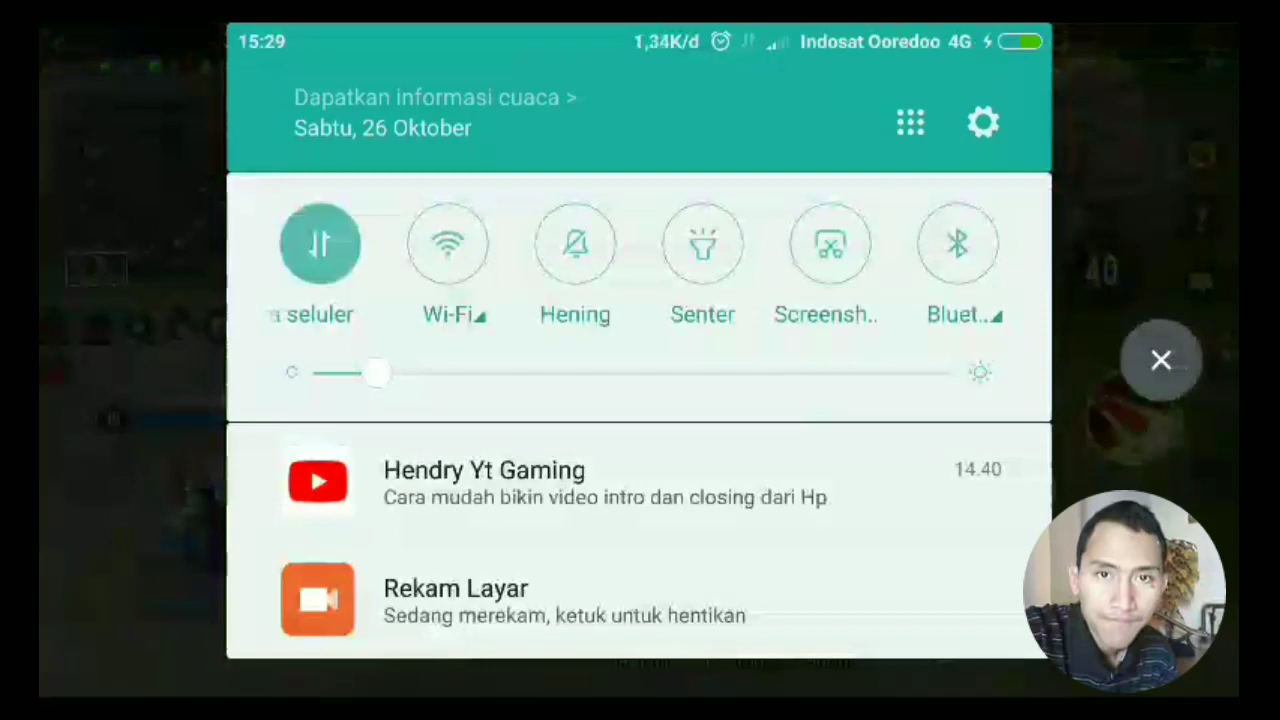 15:29
1,34K/d
Indosat Ooredoo 4G
Dapatkan informasi cuaca >
Sabtu, 26 Oktober
seluler
Wi-Fi
Hening
Senter
Screensh..
Bluet...
40
Hendry Yt Gaming
14.40
Cara mudah bikin video intro dan closing dari Hp
Rekam Layar
Sedang merekam, ketuk untuk hentikan